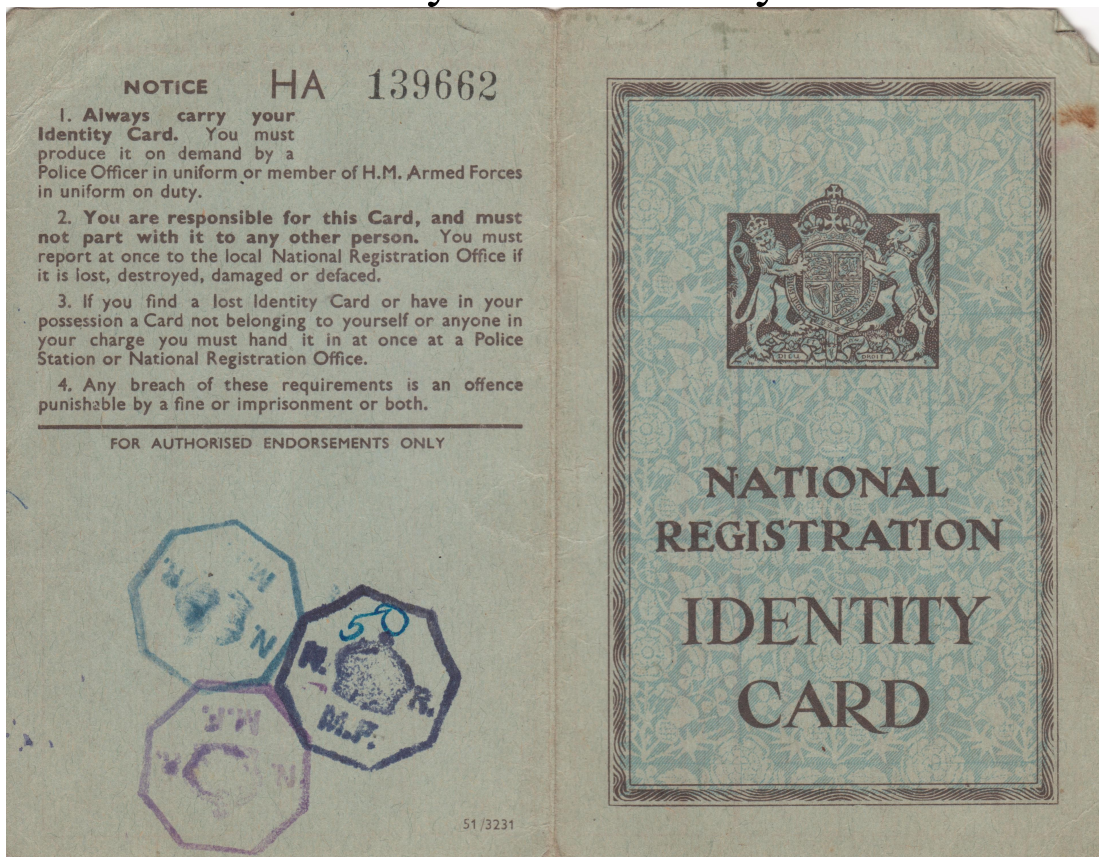 NOTICE HA 139662
1. Always carry your
Identity Card. You must
produce it on demand by a
Police Officer in uniform or member of H.M. Armed Forces
in uniform on duty.
2. You are responsible for this Card, and must
not part with it to any other person. You must
report at once to the local National Registration Office if
it is lost, destroyed, damaged or defaced.
3. If you find a lost Identity Card or have in your
possession a Card not belonging to yourself or anyone in
your charge you must hand it in at once at a Police
Station or National Registration Office.
4. Any breach of these requirements is an offence
punishable by a fine or imprisonment or both.
FOR AUTHORISED ENDORSEMENTS ONLY
N. R.
M.
50
N. R.
M.F.
N. R.
M.F.
51/3231
DIEU DROIT
NATIONAL
REGISTRATION
IDENTITY
CARD